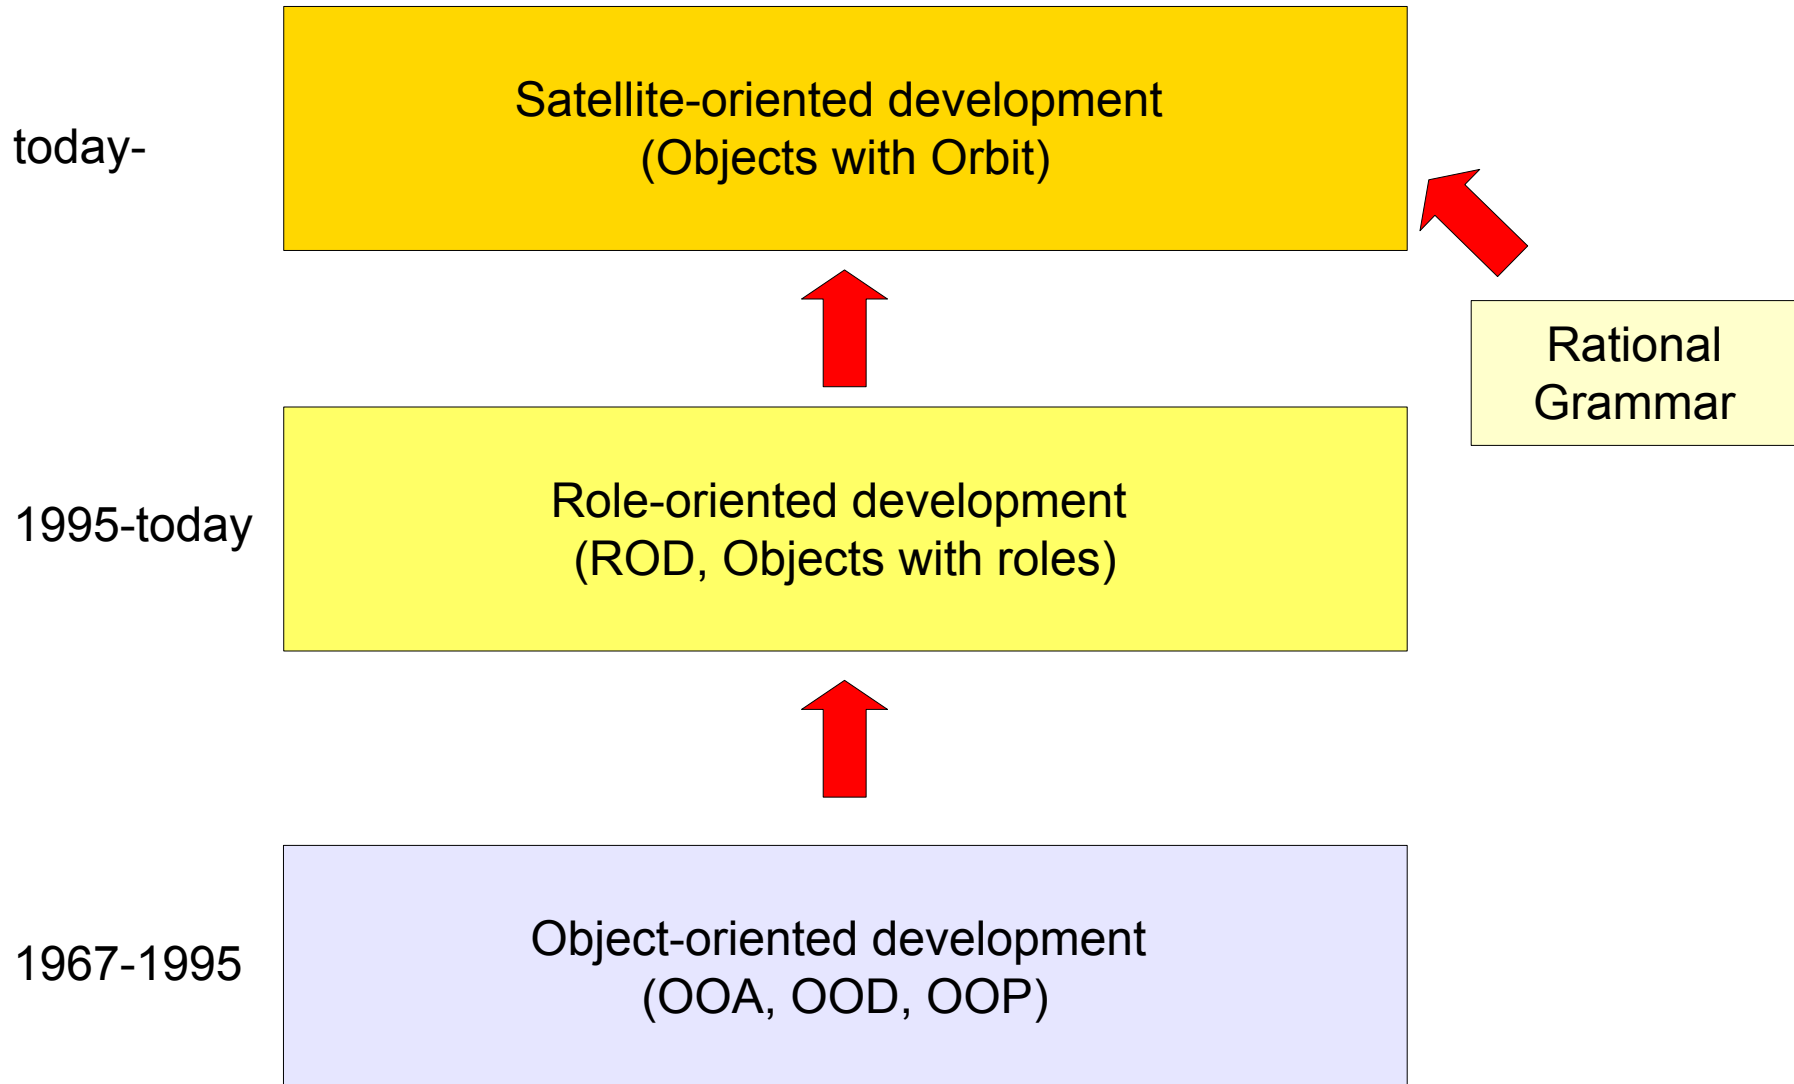 today-
Satellite-oriented development
(Objects with Orbit)
Rational
Grammar
1995-today
Role-oriented development
(ROD, Objects with roles)
1967-1995
Object-oriented development
(OOA, OOD, OOP)